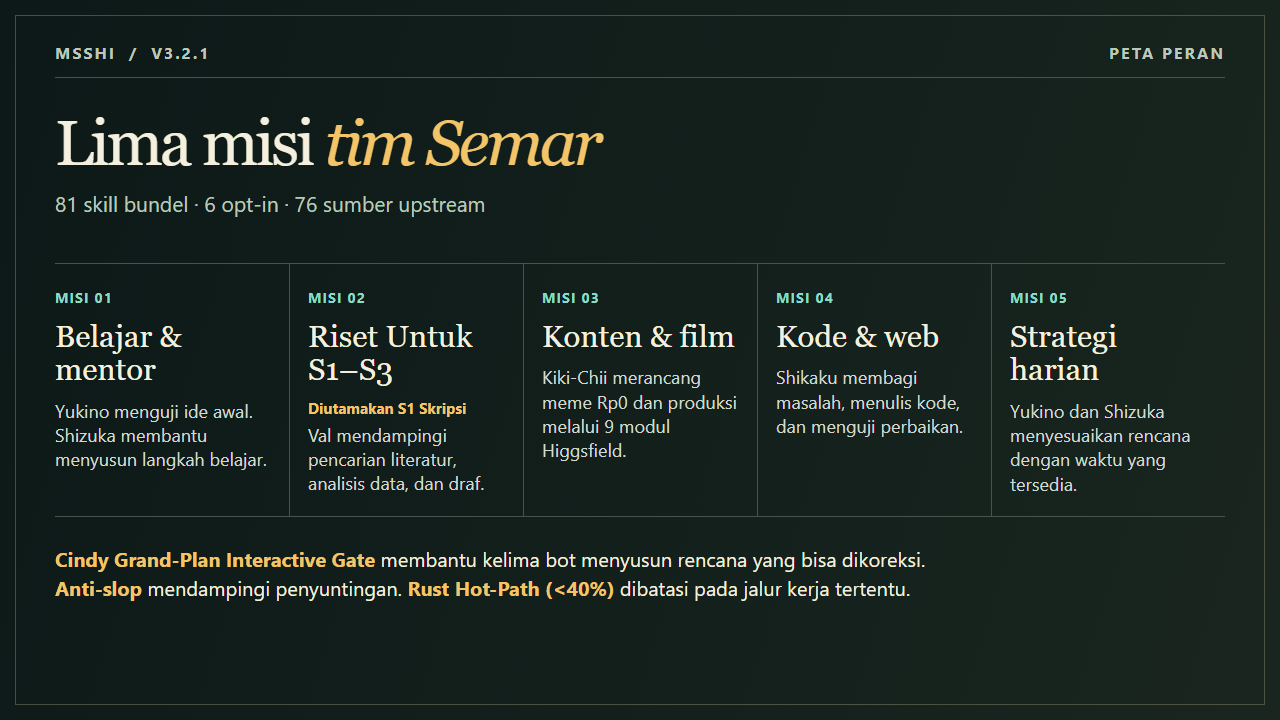 MSSHI / V3.2.1
PETA PERAN
Lima misi tim Semar
81 skill bundel · 6 opt-in · 76 sumber upstream
MISI 01
Belajar &
mentor
Yukino menguji ide awal.
Shizuka membantu
menyusun langkah belajar.
MISI 02
Riset Untuk
S1–S3
Diutamakan S1 Skripsi
Val mendampingi
pencarian literatur,
analisis data, dan draf.
MISI 03
Konten & film
Kiki-Chii merancang
meme Rp0 dan produksi
melalui 9 modul
Higgsfield.
MISI 04
Kode & web
Shikaku membagi
masalah, menulis kode,
dan menguji perbaikan.
MISI 05
Strategi
harian
Yukino dan Shizuka
menyesuaikan rencana
dengan waktu yang
tersedia.
Cindy Grand-Plan Interactive Gate membantu kelima bot menyusun rencana yang bisa dikoreksi.
Anti-slop mendampingi penyuntingan. Rust Hot-Path (<40%) dibatasi pada jalur kerja tertentu.